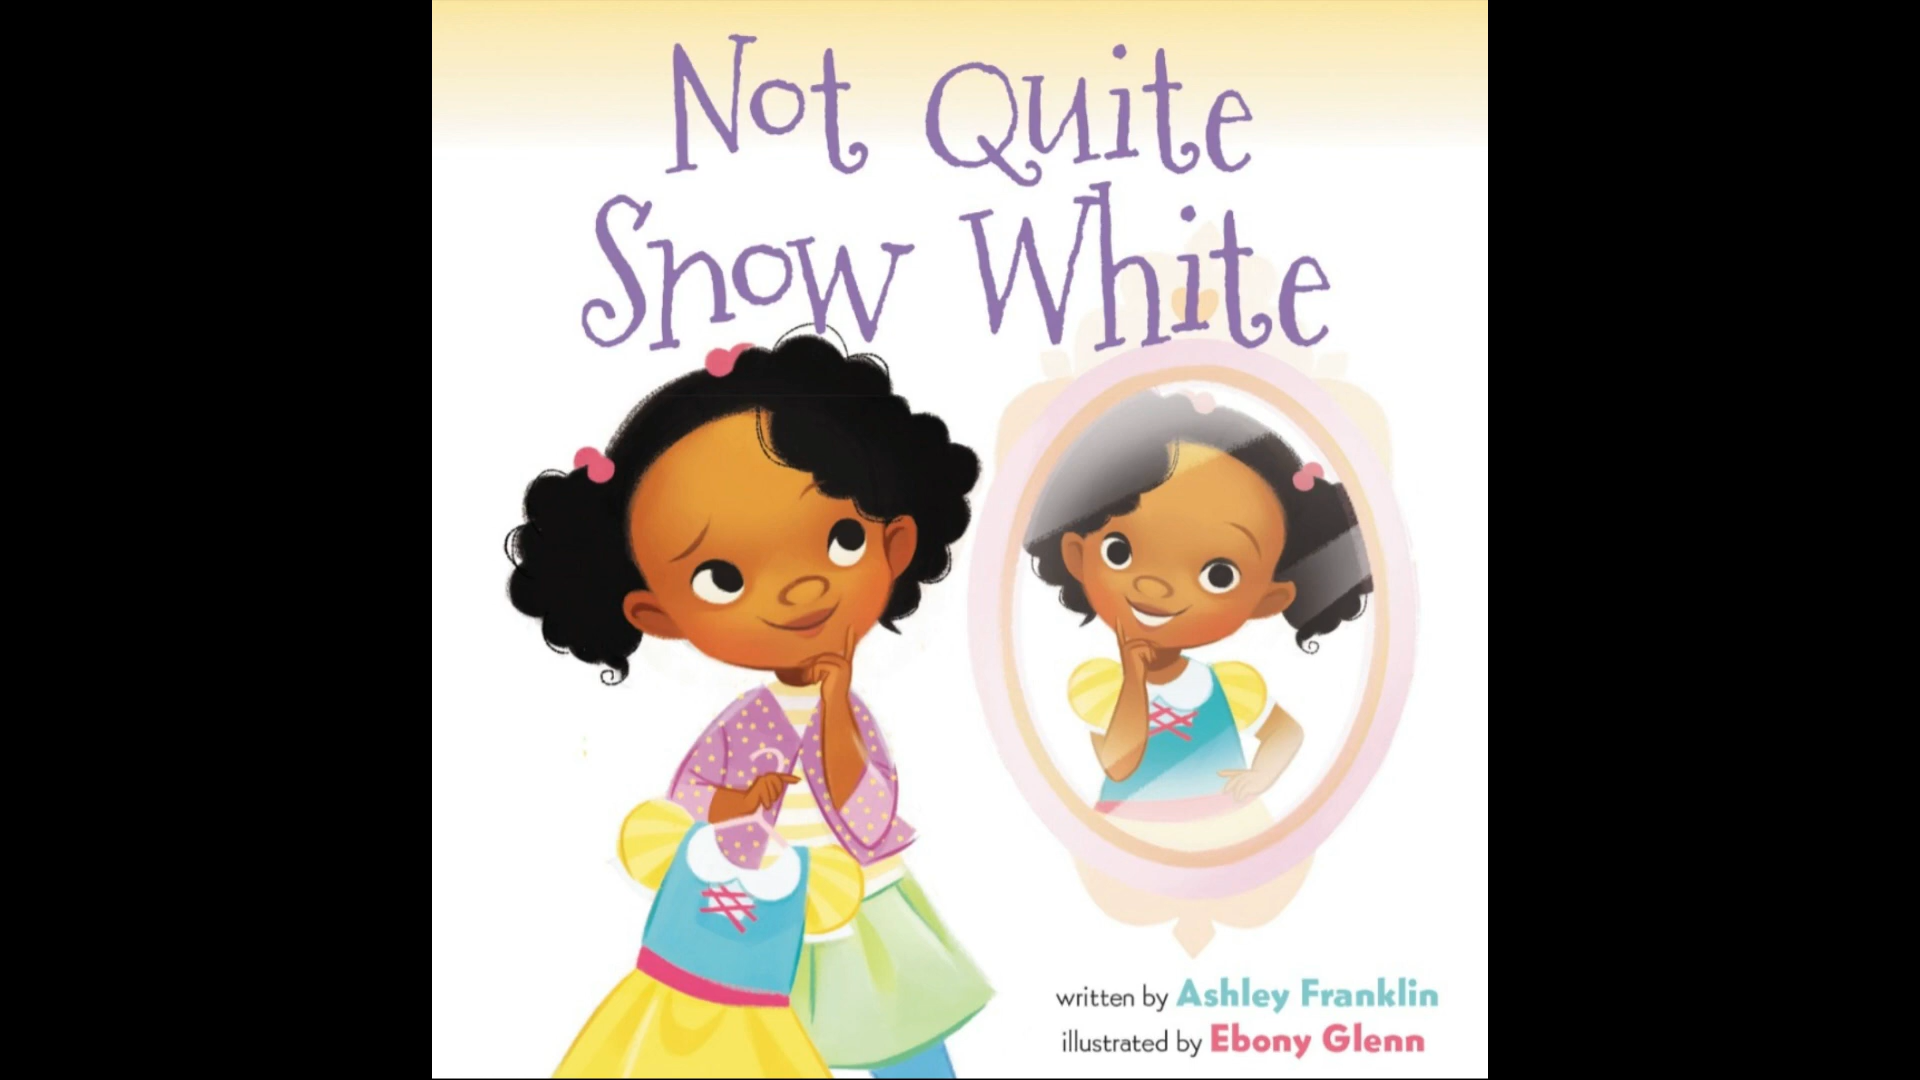 Not Quite
Snow White
written by Ashley Franklin
illustrated by Ebony Glenn